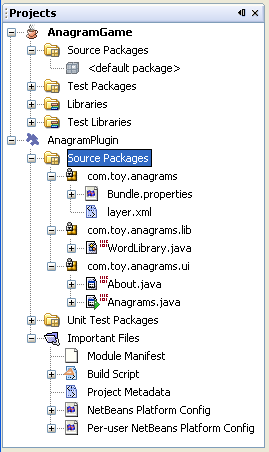 Projects
AnagramGame
Source Packages
<default package>
Test Packages
Libraries
Test Libraries
AnagramPlugin
Source Packages
com.toy.anagrams
Bundle.properties
layer.xml
com.toy.anagrams.lib
WordLibrary.java
com.toy.anagrams.ui
About.java
Anagrams.java
Unit Test Packages
Important Files
Module Manifest
Build Script
Project Metadata
NetBeans Platform Config
Per-user NetBeans Platform Config